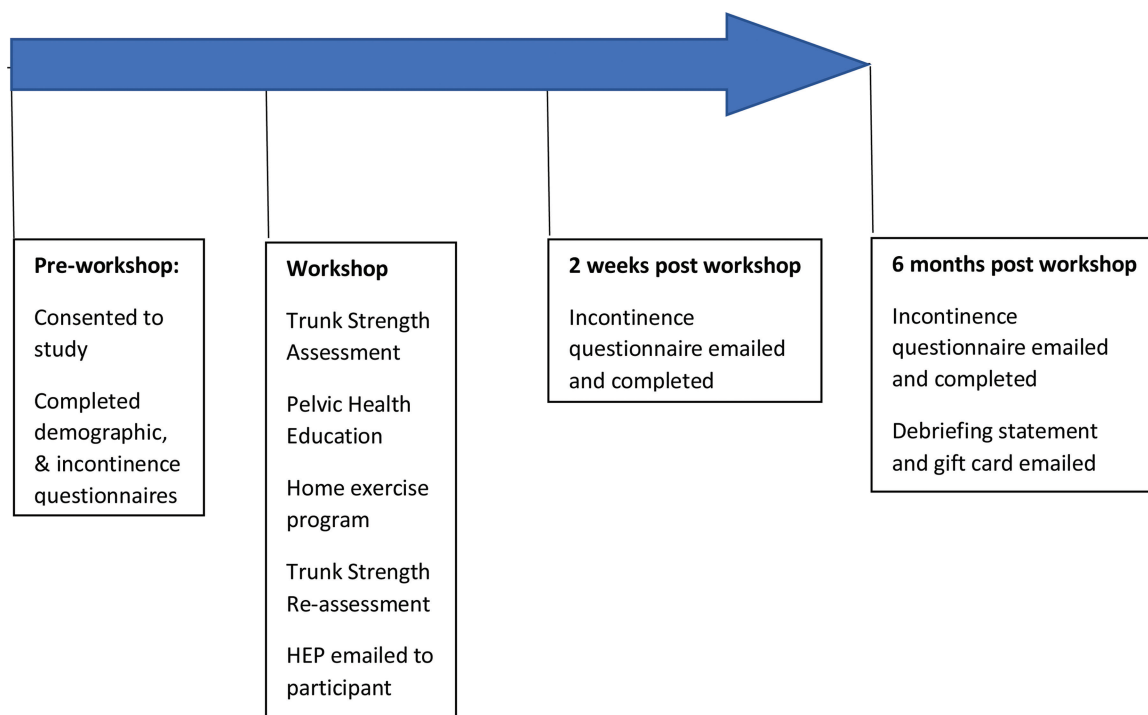 Pre-workshop:
Consented to
study
Completed
demographic,
& incontinence
questionnaires
Workshop
Trunk Strength
Assessment
Pelvic Health
Education
Home exercise
program
Trunk Strength
Re-assessment
HEP emailed to
participant
2 weeks post workshop
Incontinence
questionnaire emailed
and completed
6 months post workshop
Incontinence
questionnaire emailed
and completed
Debriefing statement
and gift card emailed